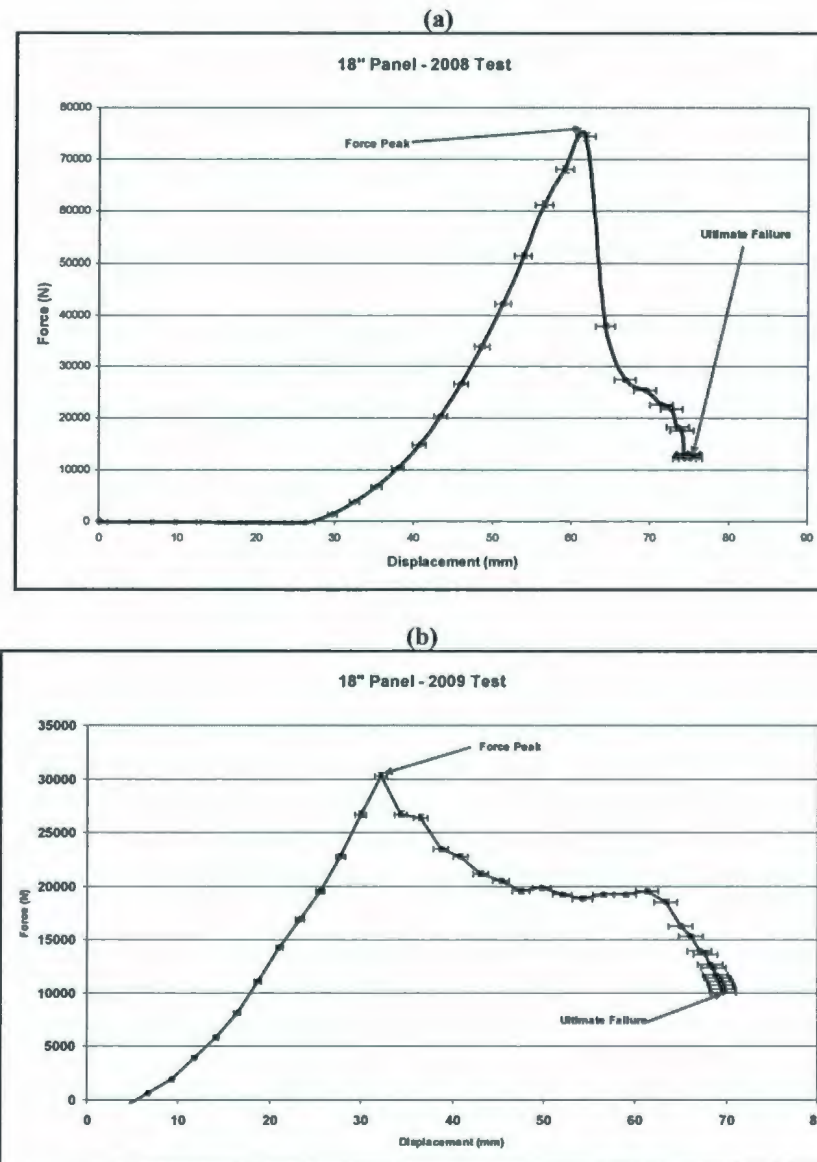 (a)
18" Panel - 2008 Test
80000
70000
60000
50000
40000
30000
20000
10000
0
Force (N)
Force Peak
Ultimate Failure
0 10 20 30 40 50 60 70 80 90
Displacement (mm)
(b)
18" Panel - 2009 Test
35000
30000
25000
20000
15000
10000
5000
0
Force (N)
Force Peak
Ultimate Failure
0 10 20 30 40 50 60 70 80
Displacement (mm)